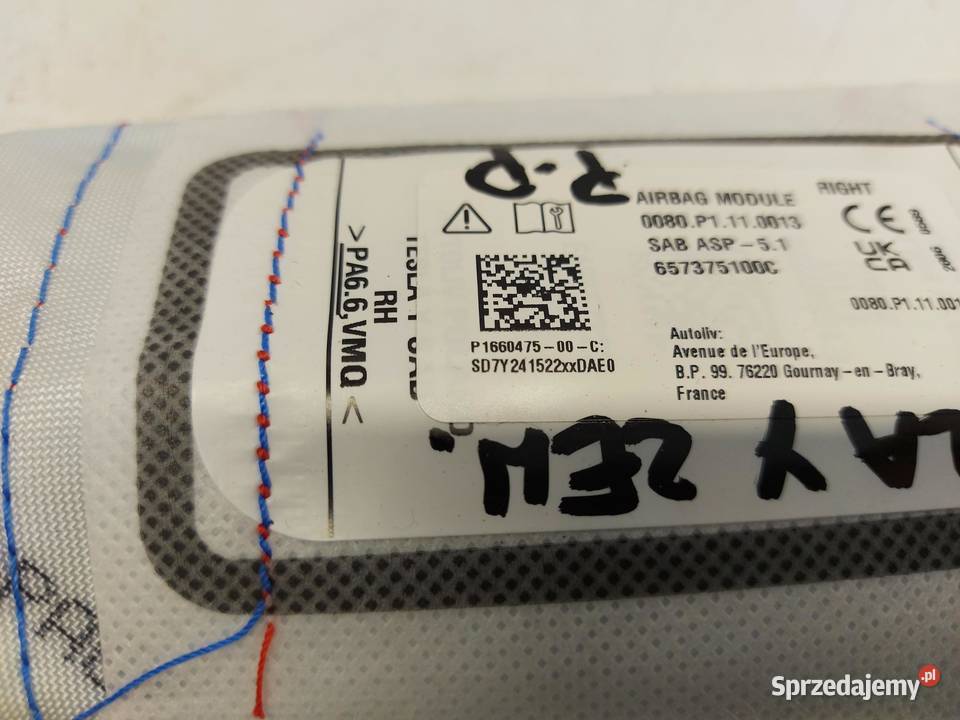 AIRBAG MODULE
0080.P1.11.0013
SAB ASP-5.1
657375100C
RIGHT
CE
UK
CA
0080.P1.11.001
P1660475-00-C:
SD7Y241522xxDAE0
Autoliv:
Avenue de l'Europe,
B.P. 99. 76220 Gournay-en-Bray,
France
RH
>PA6.6,VMQ<
Sprzedajemy.pl